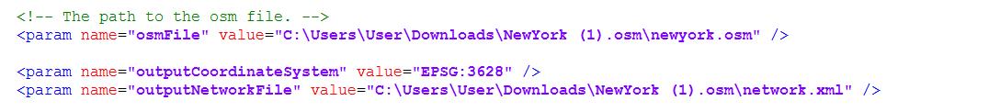 <!-- The path to the osm file. -->
<param name="osmFile" value="C:\Users\User\Downloads\NewYork (1).osm\newyork.osm" />
<param name="outputCoordinateSystem" value="EPSG:3628" />
<param name="outputNetworkFile" value="C:\Users\User\Downloads\NewYork (1).osm\network.xml" />